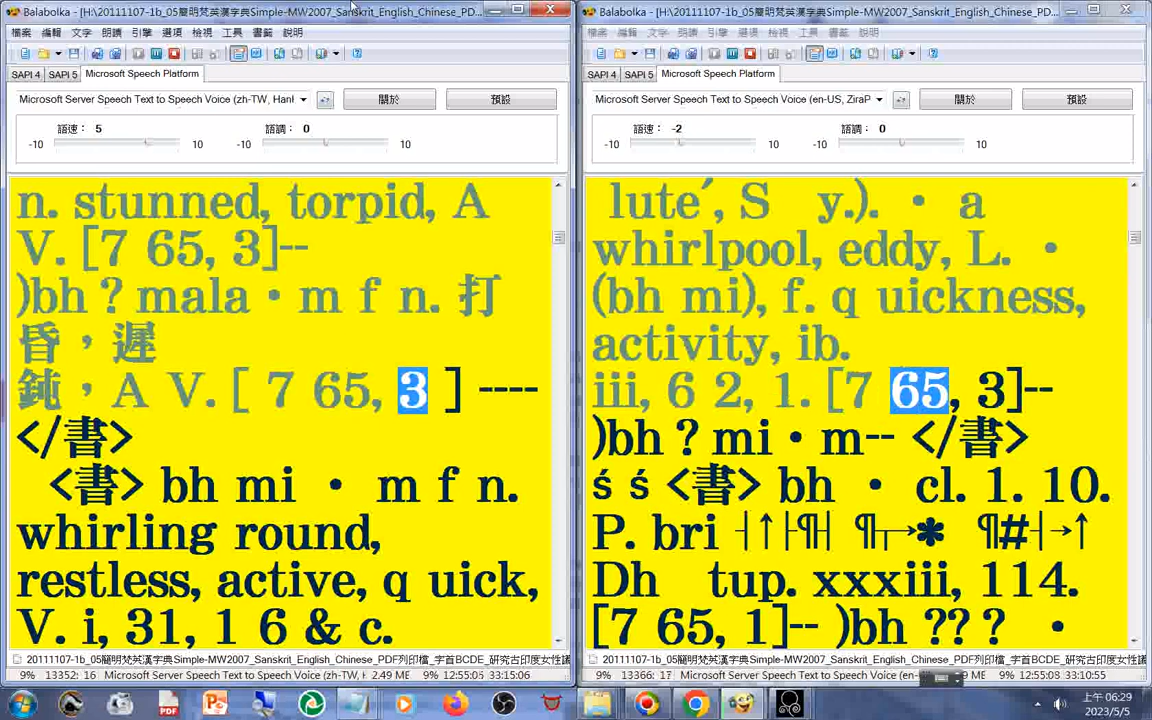 Balabolka - [H:\20111107-1b_05簡明梵英漢字典Simple-MW2007_Sanskrit_English_Chinese_PD...
檔案 編輯 文字 朗讀 引擎 選項 檢視 工具 書籤 說明
SAPI 4 SAPI 5 Microsoft Speech Platform
Microsoft Server Speech Text to Speech Voice (zh-TW, Han 關於 預設
語速： 5 語調： 0
-10 10 -10 10
n. stunned, torpid, A
V. [7 65, 3]--
)bh ? mala • m f n. 打
昏，遲
鈍，A V. [ 7 65, 3 ] ----
</書>
<書> bh mi • m f n.
whirling round,
restless, active, q uick,
V. i, 31, 1 6 & c.
20111107-1b_05簡明梵英漢字典Simple-MW2007_Sanskrit_English_Chinese_PDF列印檔_字首BCDE_研究古印度女性議
9% 13352: 16 Microsoft Server Speech Text to Speech Voice (zh-TW, H 2.49 ME 9% 12:55:05 33:15:06
Balabolka - [H:\20111107-1b_05簡明梵英漢字典Simple-MW2007_Sanskrit_English_Chinese_PD...
檔案 編輯 文字 朗讀 引擎 選項 檢視 工具 書籤 說明
SAPI 4 SAPI 5 Microsoft Speech Platform
Microsoft Server Speech Text to Speech Voice (en-US, ZiraP 關於 預設
語速： -2 語調： 0
-10 10 -10 10
lute´, S y.). • a
whirlpool, eddy, L. •
(bh mi), f. q uickness,
activity, ib.
iii, 6 2, 1. [7 65, 3]--
)bh ? mi • m-- </書>
ś ś <書> bh • cl. 1. 10.
P. bri ┤↑├¶┤ ¶┬→✱ ¶#┤→↑
Dh tup. xxxiii, 114.
[7 65, 1]-- )bh ?? ? •
20111107-1b_05簡明梵英漢字典Simple-MW2007_Sanskrit_English_Chinese_PDF列印檔_字首BCDE_研究古印度女性議
9% 13366: 17 Microsoft Server Speech Text to Speech Voice (en- 9 ME 9% 12:55:08 33:10:55
上午 06:29
2023/5/5